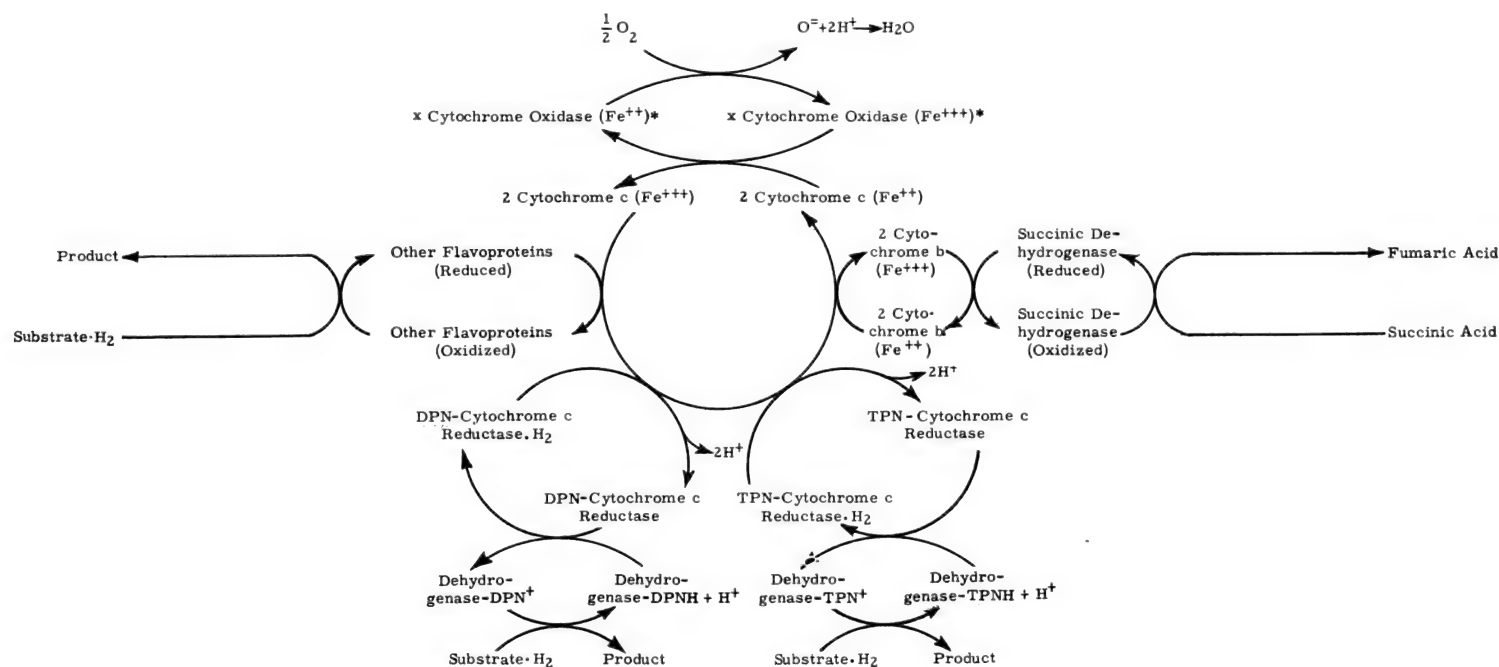 ½ O₂
O⁼+2H⁺→H₂O
x Cytochrome Oxidase (Fe⁺⁺)*
x Cytochrome Oxidase (Fe⁺⁺⁺)*
2 Cytochrome c (Fe⁺⁺⁺)
2 Cytochrome c (Fe⁺⁺)
Product
Other Flavoproteins
(Reduced)
2 Cyto-
chrome b
(Fe⁺⁺⁺)
Succinic De-
hydrogenase
(Reduced)
Fumaric Acid
Substrate·H₂
Other Flavoproteins
(Oxidized)
2 Cyto-
chrome b
(Fe⁺⁺)
Succinic De-
hydrogenase
(Oxidized)
Succinic Acid
2H⁺
DPN-Cytochrome c
Reductase.H₂
TPN-Cytochrome c
Reductase
2H⁺
DPN-Cytochrome c
Reductase
TPN-Cytochrome c
Reductase·H₂
Dehydro-
genase-DPN⁺
Dehydro-
genase-DPNH + H⁺
Dehydro-
genase-TPN⁺
Dehydro-
genase-TPNH + H⁺
Substrate·H₂
Product
Substrate·H₂
Product